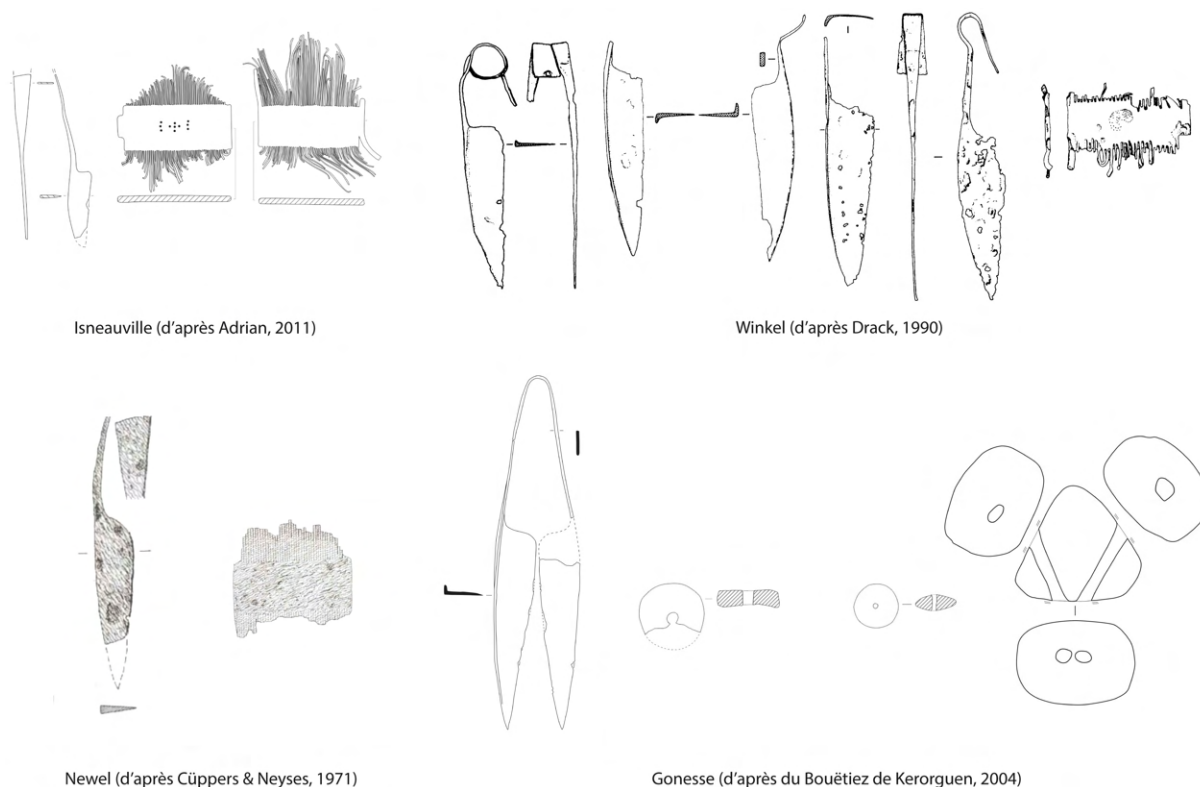 Isneauville (d'après Adrian, 2011)
Winkel (d'après Drack, 1990)
Newel (d'après Cüppers & Neyses, 1971)
Gonesse (d'après du Bouëtiez de Kerorguen, 2004)